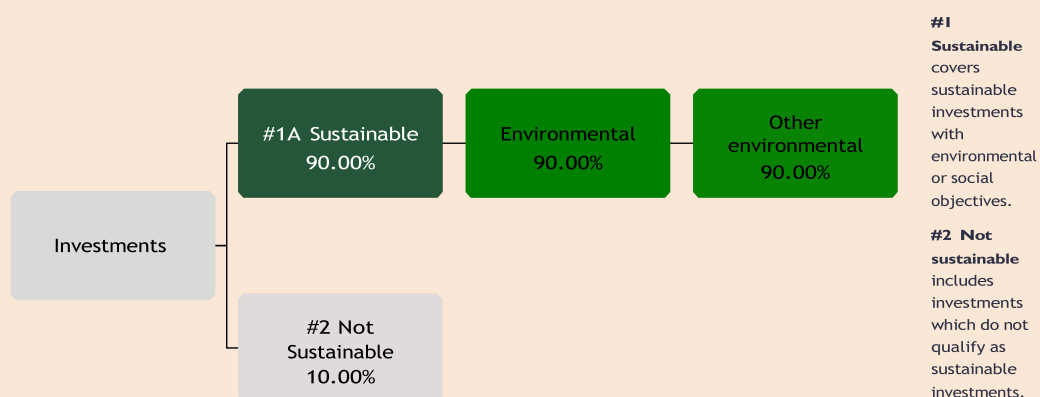 Investments
#1A Sustainable
90.00%
Environmental
90.00%
Other
environmental
90.00%
#2 Not
Sustainable
10.00%
#1
Sustainable
covers
sustainable
investments
with
environmental
or social
objectives.
#2 Not
sustainable
includes
investments
which do not
qualify as
sustainable
investments.